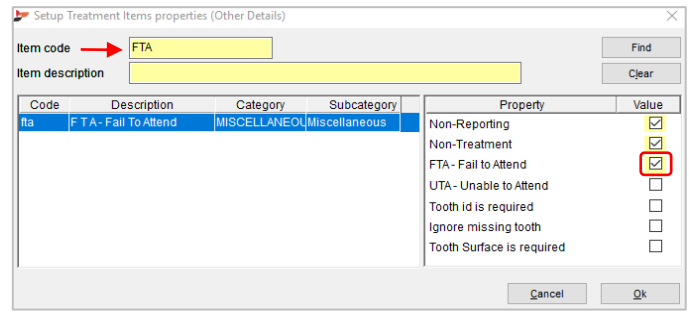 Setup Treatment Items properties (Other Details)
Item code FTA Find
Item description Clear
Code Description Category Subcategory Property Value
fta F T A - Fail To Attend MISCELLANEOU Miscellaneous
Non-Reporting
Non-Treatment
FTA - Fail to Attend
UTA - Unable to Attend
Tooth id is required
Ignore missing tooth
Tooth Surface is required
Cancel Ok